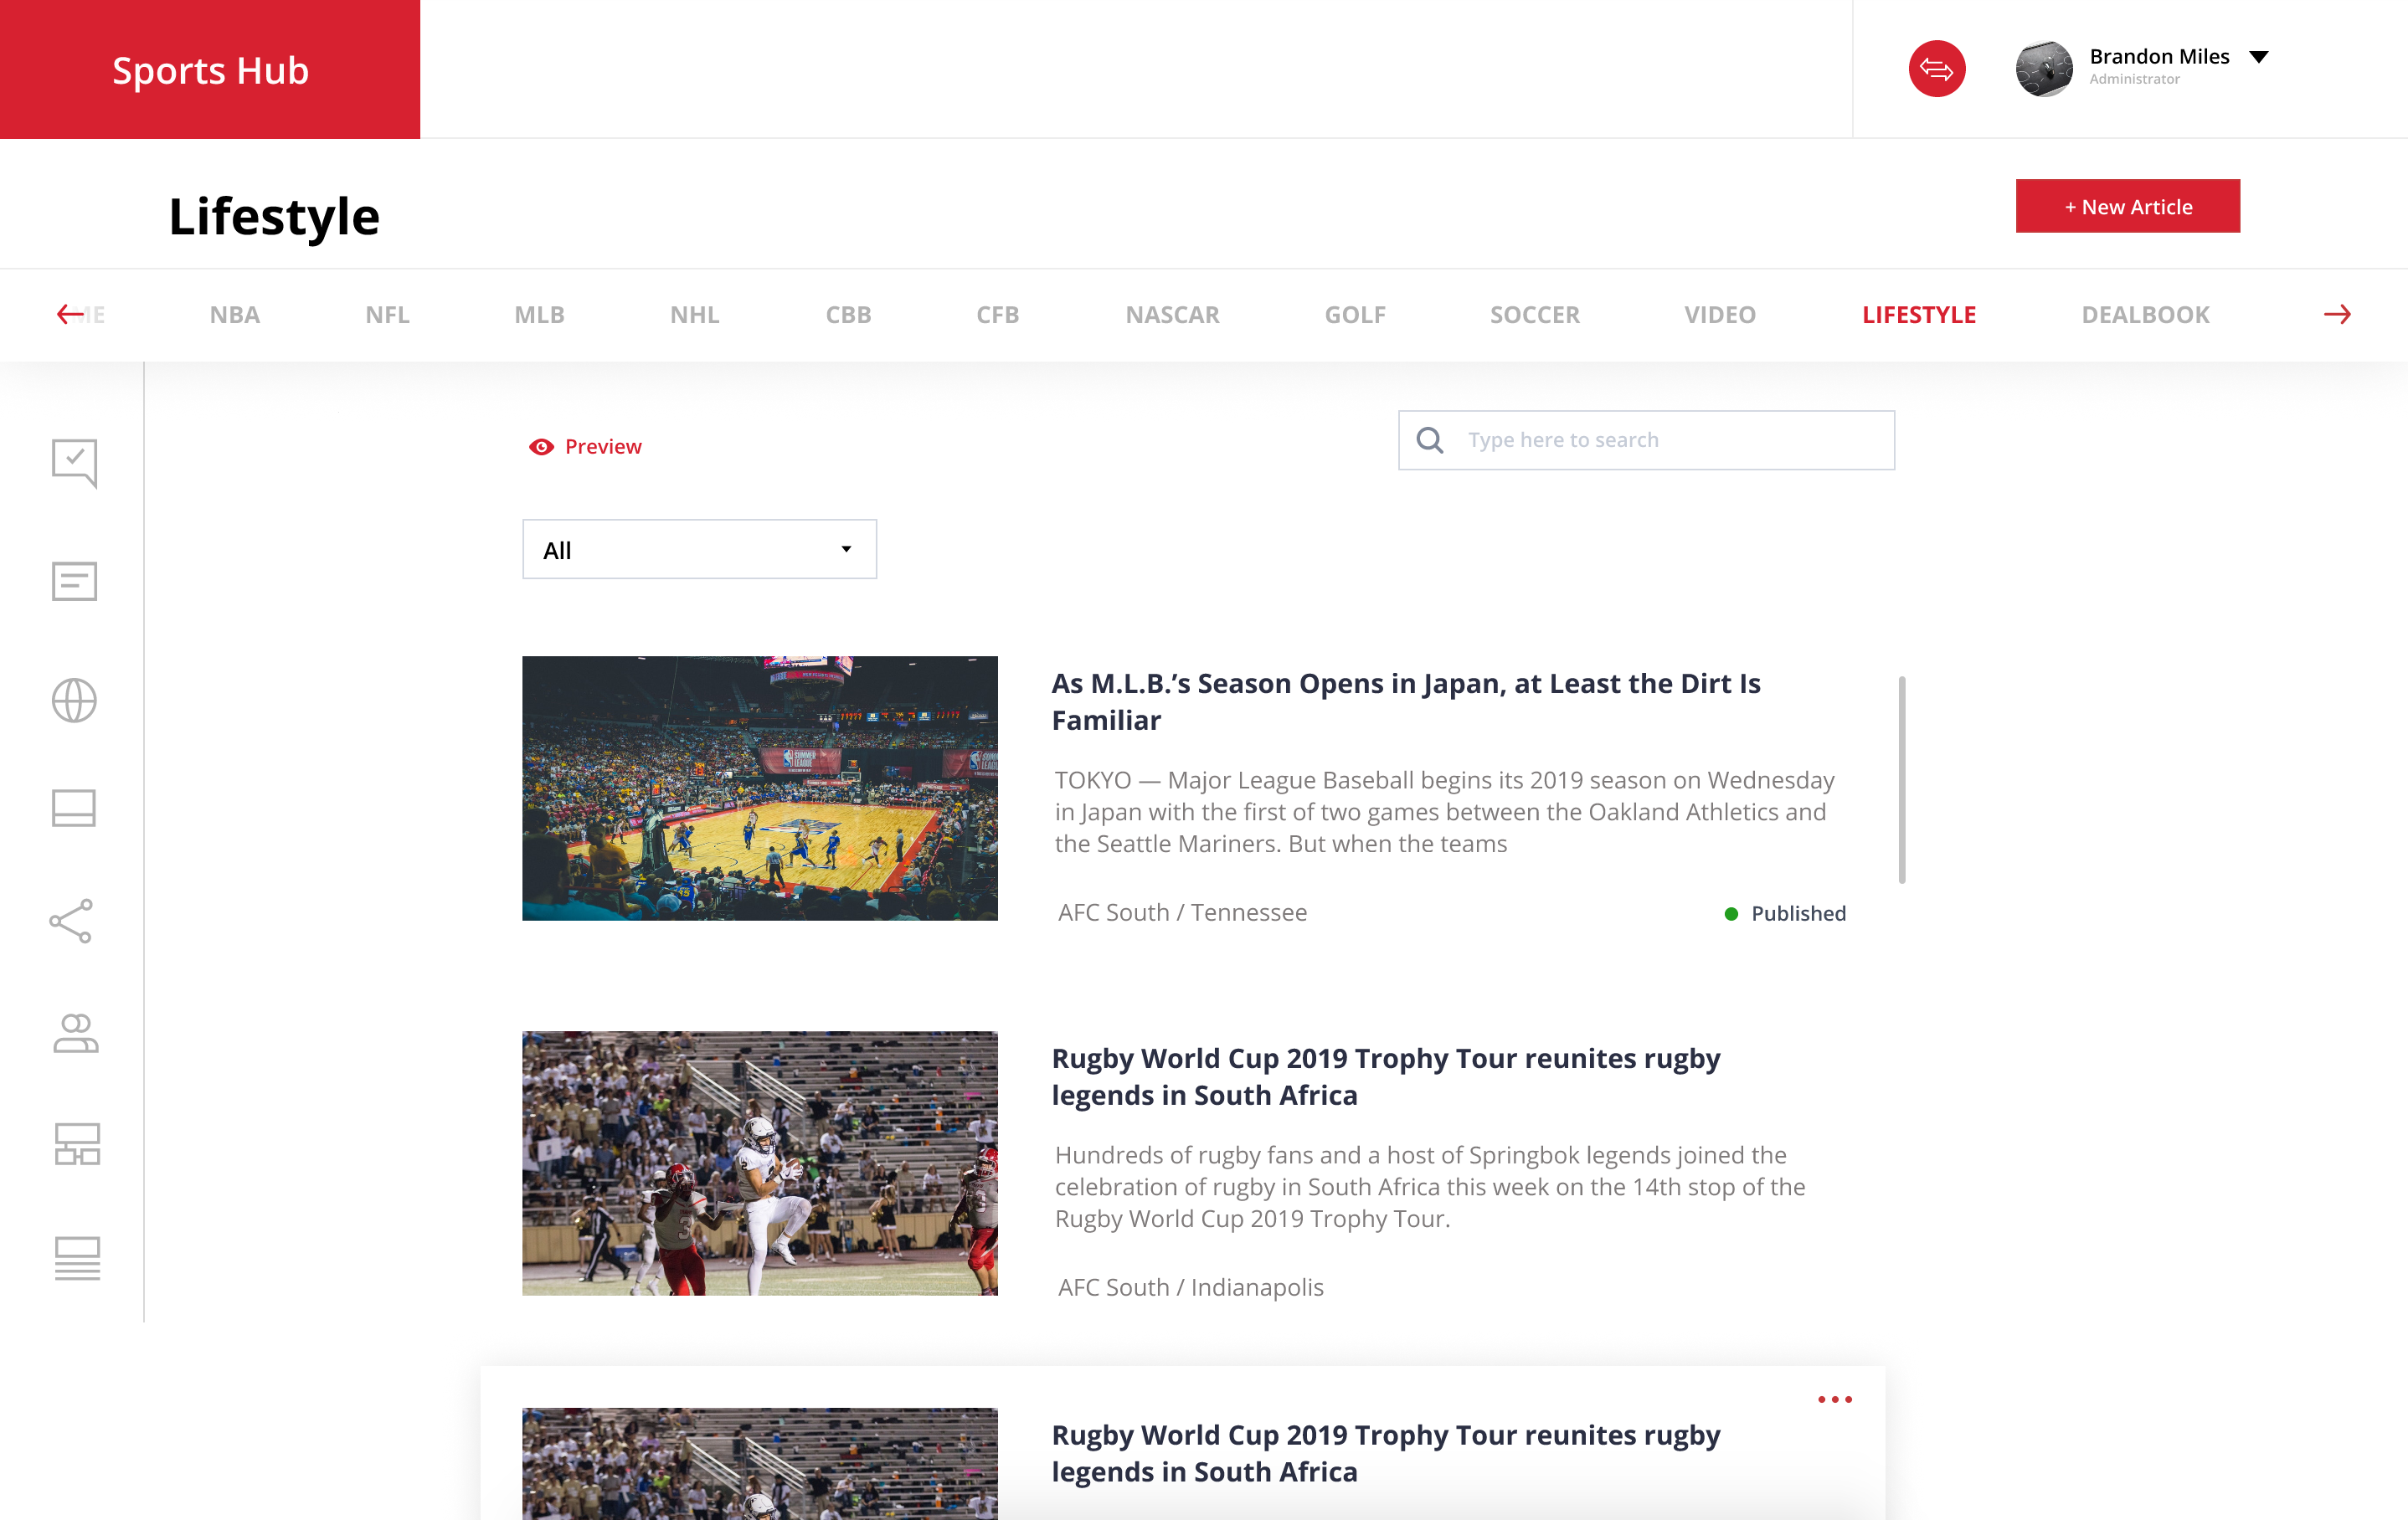 Sports Hub
Brandon Miles
Administrator
Lifestyle
+ New Article
NBA NFL MLB NHL CBB CFB NASCAR GOLF SOCCER VIDEO LIFESTYLE DEALBOOK
Preview
Type here to search
All
As M.L.B.’s Season Opens in Japan, at Least the Dirt Is
Familiar
TOKYO — Major League Baseball begins its 2019 season on Wednesday
in Japan with the first of two games between the Oakland Athletics and
the Seattle Mariners. But when the teams
AFC South / Tennessee
Published
Rugby World Cup 2019 Trophy Tour reunites rugby
legends in South Africa
Hundreds of rugby fans and a host of Springbok legends joined the
celebration of rugby in South Africa this week on the 14th stop of the
Rugby World Cup 2019 Trophy Tour.
AFC South / Indianapolis
Rugby World Cup 2019 Trophy Tour reunites rugby
legends in South Africa